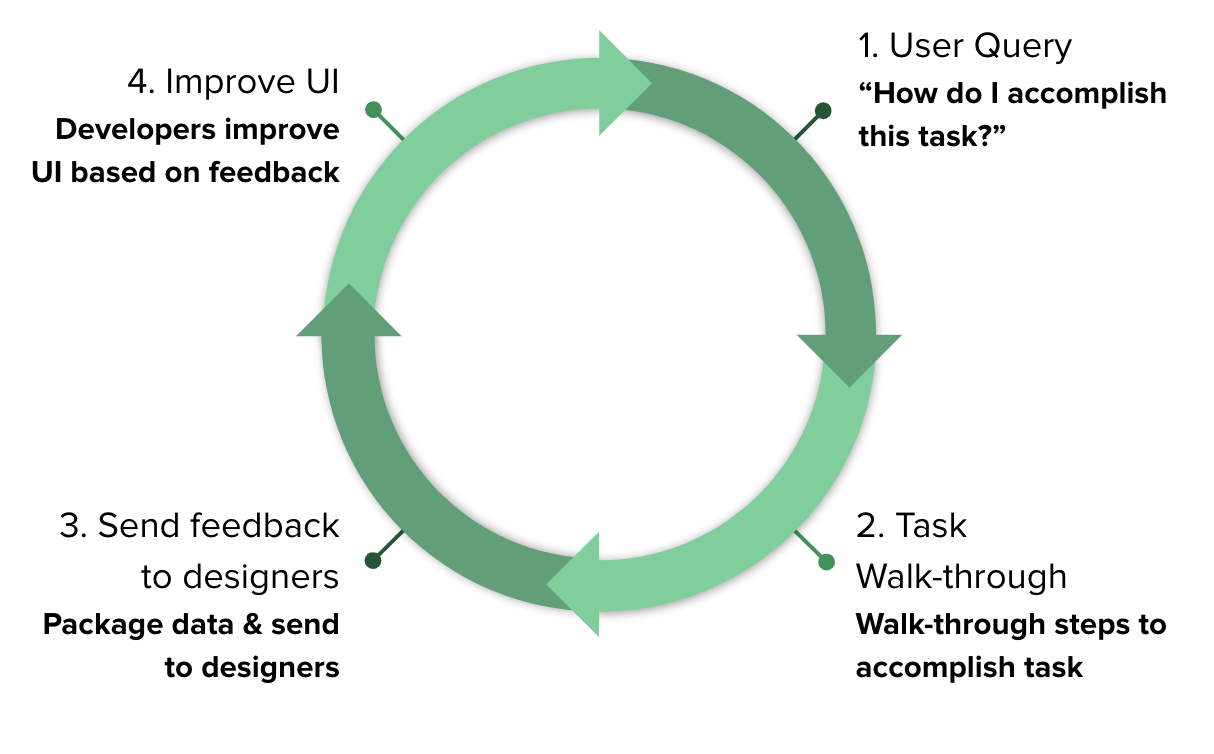 1. User Query
“How do I accomplish
this task?”
2. Task
Walk-through
Walk-through steps to
accomplish task
3. Send feedback
to designers
Package data & send
to designers
4. Improve UI
Developers improve
UI based on feedback